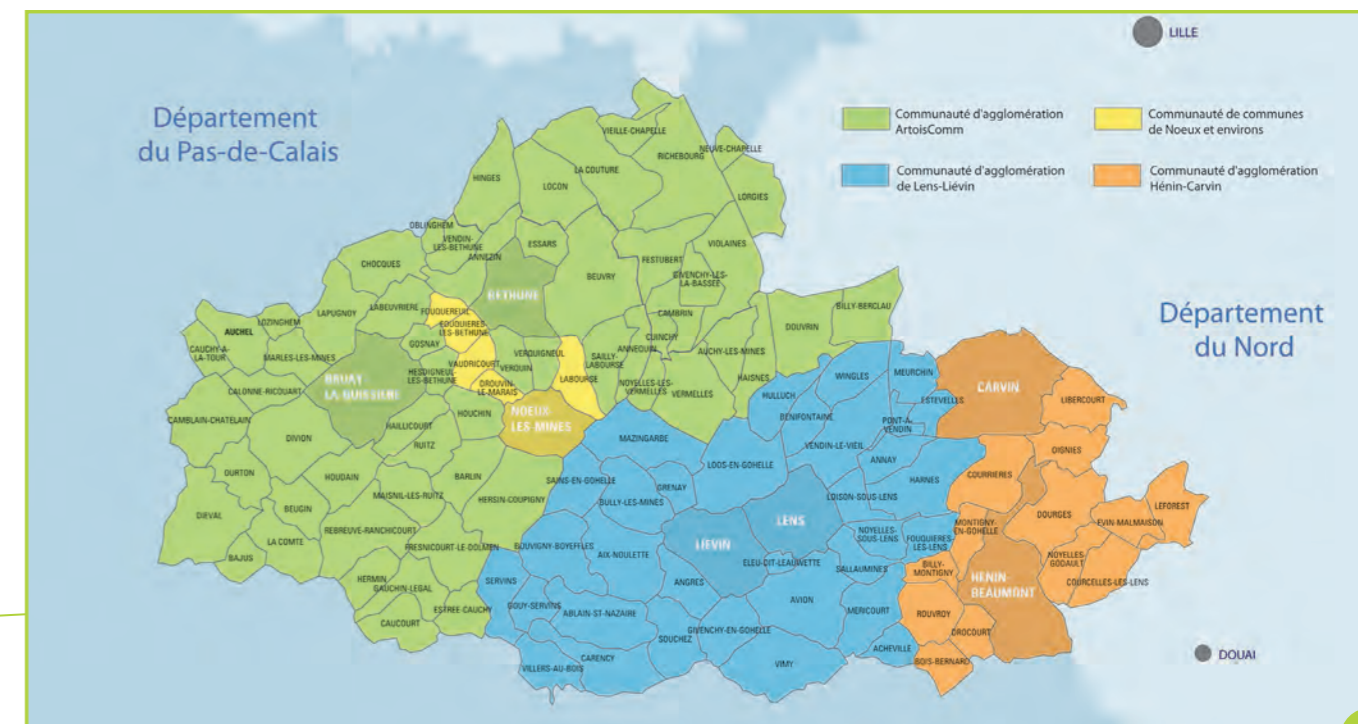 LILLE
Département
du Pas-de-Calais
Communauté d'agglomération
ArtoisComm
Communauté de communes
de Noeux et environs
Communauté d'agglomération
de Lens-Liévin
Communauté d'agglomération
Hénin-Carvin
Département
du Nord
VIEILLE-CHAPELLE
NEUVE-CHAPELLE
RICHEBOURG
LA COUTURE
HINGES
LOCON
LORGIES
OBLINGHEM
VENDIN-
LES-BETHUNE
ESSARS
VIOLAINES
ANNEZIN
FESTUBERT
CHOCQUES
BEUVRY
GIVENCHY-LES-
LA-BASSEE
BETHUNE
LABEUVRIERE
FOUQUEREUIL
BILLY-BERCLAU
LAPUGNOY
CAMBRIN
LOZINGHEM
FOUQUIERES-
LES-BETHUNE
DOUVRIN
AUCHEL
CUINCHY
GOSNAY
CAUCHY-A-
LA-TOUR
MARLES-LES-MINES
VERQUIGNEUL
ANNEQUIN
AUCHY-LES-MINES
SAILLY-
LABOURSE
VAUDRICOURT
VERQUIN
HESDIGNEUL-
LES-BETHUNE
LABOURSE
HAISNES
WINGLES
MEURCHIN
CARVIN
DROUVIN-
LE-MARAIS
BRUAY-
LA-BUISSIERE
CALONNE-RICOUART
NOYELLES-LES-
VERMELLES
VERMELLES
HULLUCH
ESTEVELLES
LIBERCOURT
HOUCHIN
NOEUX-
LES-MINES
CAMBLAIN-CHATELAIN
HAILLICOURT
BENIFONTAINE
PONT-A-
VENDIN
DIVION
RUITZ
MAZINGARBE
VENDIN-LE-VIEIL
OIGNIES
LOOS-EN-GOHELLE
ANNAY
OURTON
HOUDAIN
BARLIN
SAINS-EN-GOHELLE
COURRIERES
HARNES
GRENAY
MAISNIL-LES-RUITZ
HERSIN-COUPIGNY
BULLY-LES-MINES
LOISON-SOUS-LENS
LEFOREST
BEUGIN
DIEVAL
DOURGES
LENS
EVIN-MALMAISON
MONTIGNY-
EN-GOHELLE
REBREUVE-RANCHICOURT
NOYELLES-
SOUS-LENS
FOUQUIERES-
LES-LENS
LA COMTE
LIEVIN
FRESNICOURT-LE-DOLMEN
BOUVIGNY-BOYEFFLES
AIX-NOULETTE
BAJUS
NOYELLES-
GODAULT
ELEU-DIT-LEAUWETTE
SALLAUMINES
BILLY-
MONTIGNY
HENIN-
BEAUMONT
HERMIN
GAUCHIN-LEGAL
SERVINS
ANGRES
COURCELLES-LES-LENS
AVION
GOUY-SERVINS
ESTREE-CAUCHY
ABLAIN-ST-NAZAIRE
MERICOURT
ROUVROY
CAUCOURT
GIVENCHY-EN-GOHELLE
DROCOURT
SOUCHEZ
ACHEVILLE
CARENCY
DOUAI
VILLERS-AU-BOIS
VIMY
BOIS-BERNARD